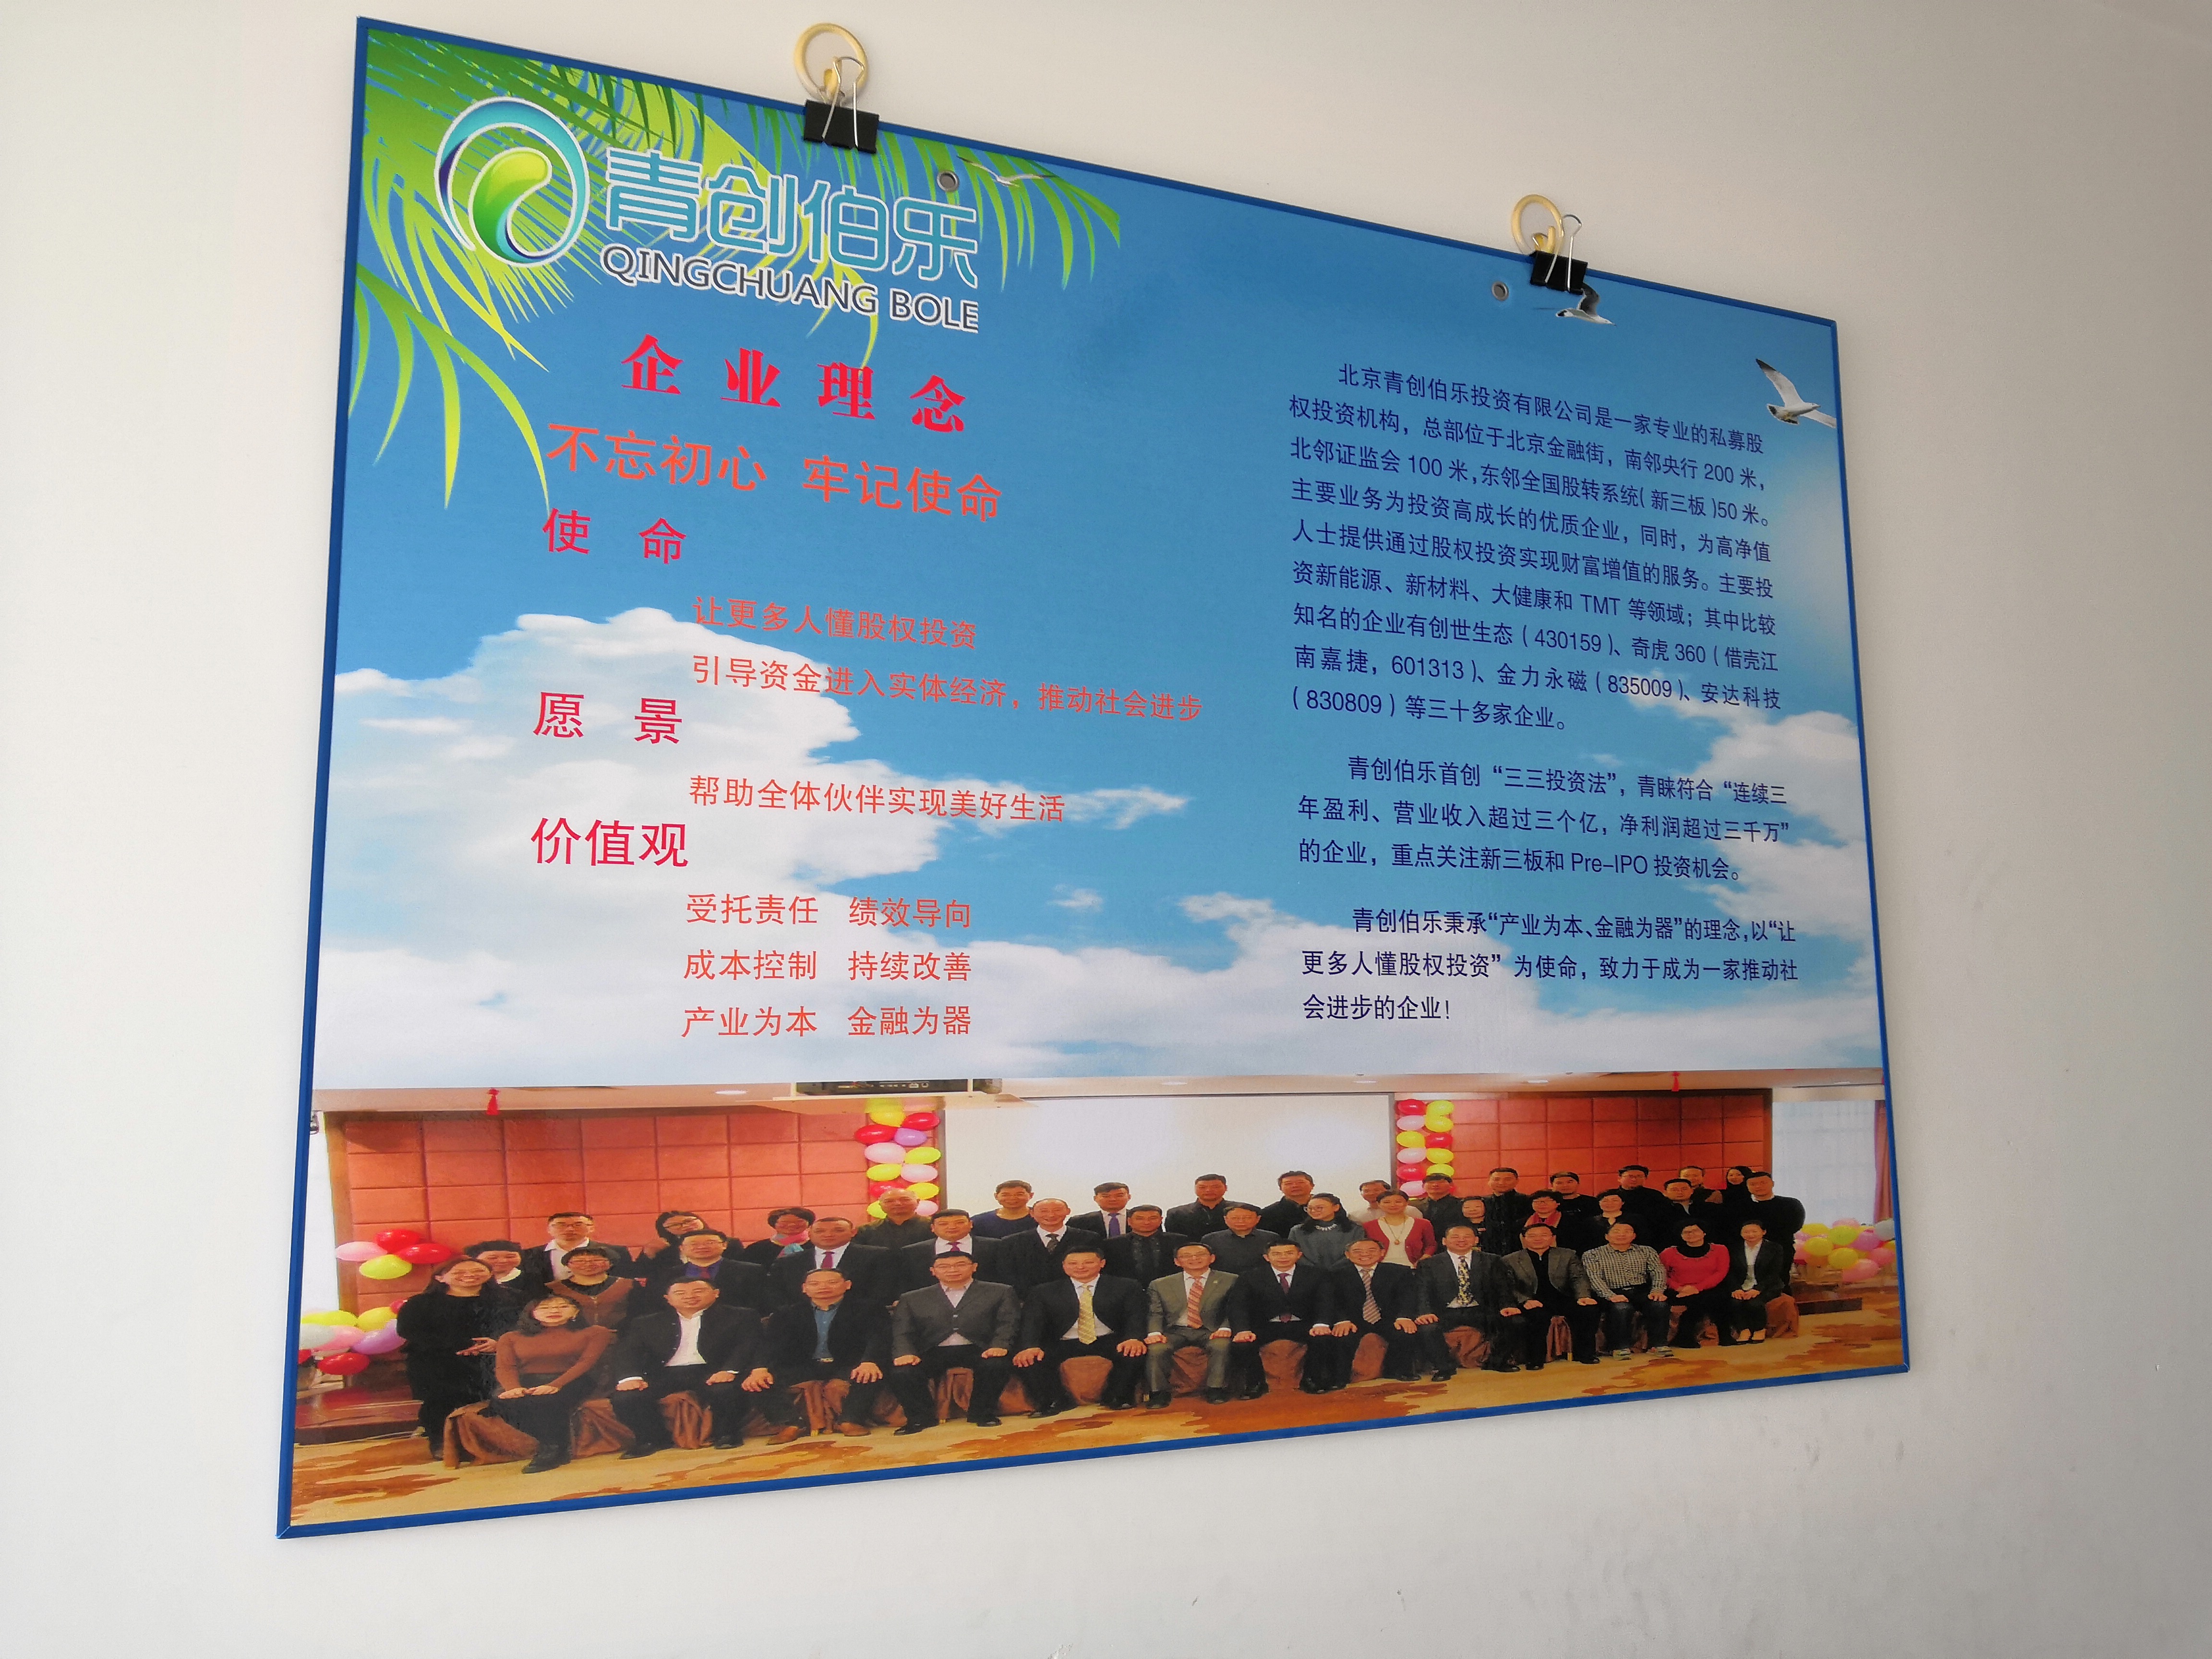 青创伯乐
QINGCHUANG BOLE
企业理念
不忘初心 牢记使命
使 命
让更多人懂股权投资
引导资金进入实体经济，推动社会进步
愿 景
帮助全体伙伴实现美好生活
价值观
受托责任 绩效导向
成本控制 持续改善
产业为本 金融为器
北京青创伯乐投资有限公司是一家专业的私募股
权投资机构，总部位于北京金融街，南邻央行 200 米，
北邻证监会 100 米，东邻全国股转系统（新三板）50 米。
主要业务为投资高成长的优质企业，同时，为高净值
人士提供通过股权投资实现财富增值的服务。主要投
资新能源、新材料、大健康和 TMT 等领域；其中比较
知名的企业有创世生态（430159）、奇虎 360（借壳江
南嘉捷，601313）、金力永磁（835009）、安达科技
（830809）等三十多家企业。
青创伯乐首创“三三投资法”，青睐符合“连续三
年盈利、营业收入超过三个亿，净利润超过三千万”
的企业，重点关注新三板和 Pre-IPO 投资机会。
青创伯乐秉承“产业为本、金融为器”的理念，以“让
更多人懂股权投资”为使命，致力于成为一家推动社
会进步的企业！